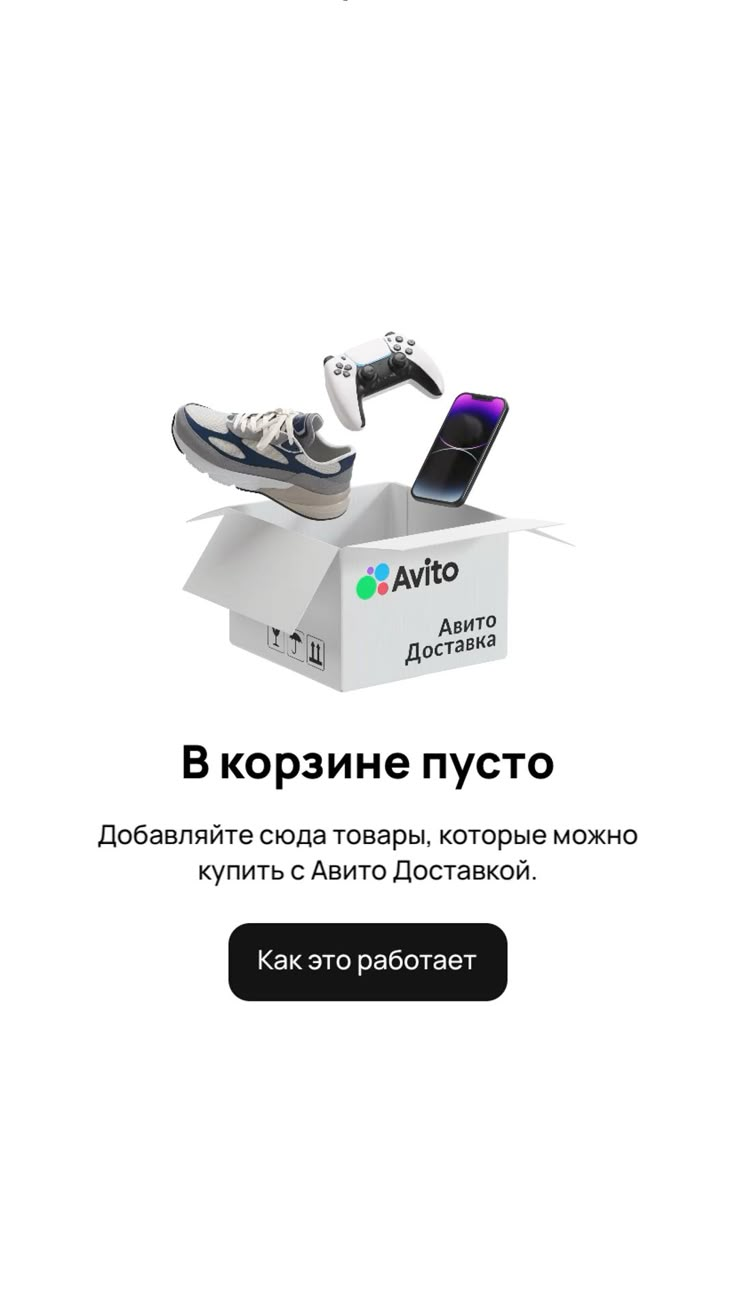 Avito
Авито
Доставка
В корзине пусто
Добавляйте сюда товары, которые можно
купить с Авито Доставкой.
Как это работает